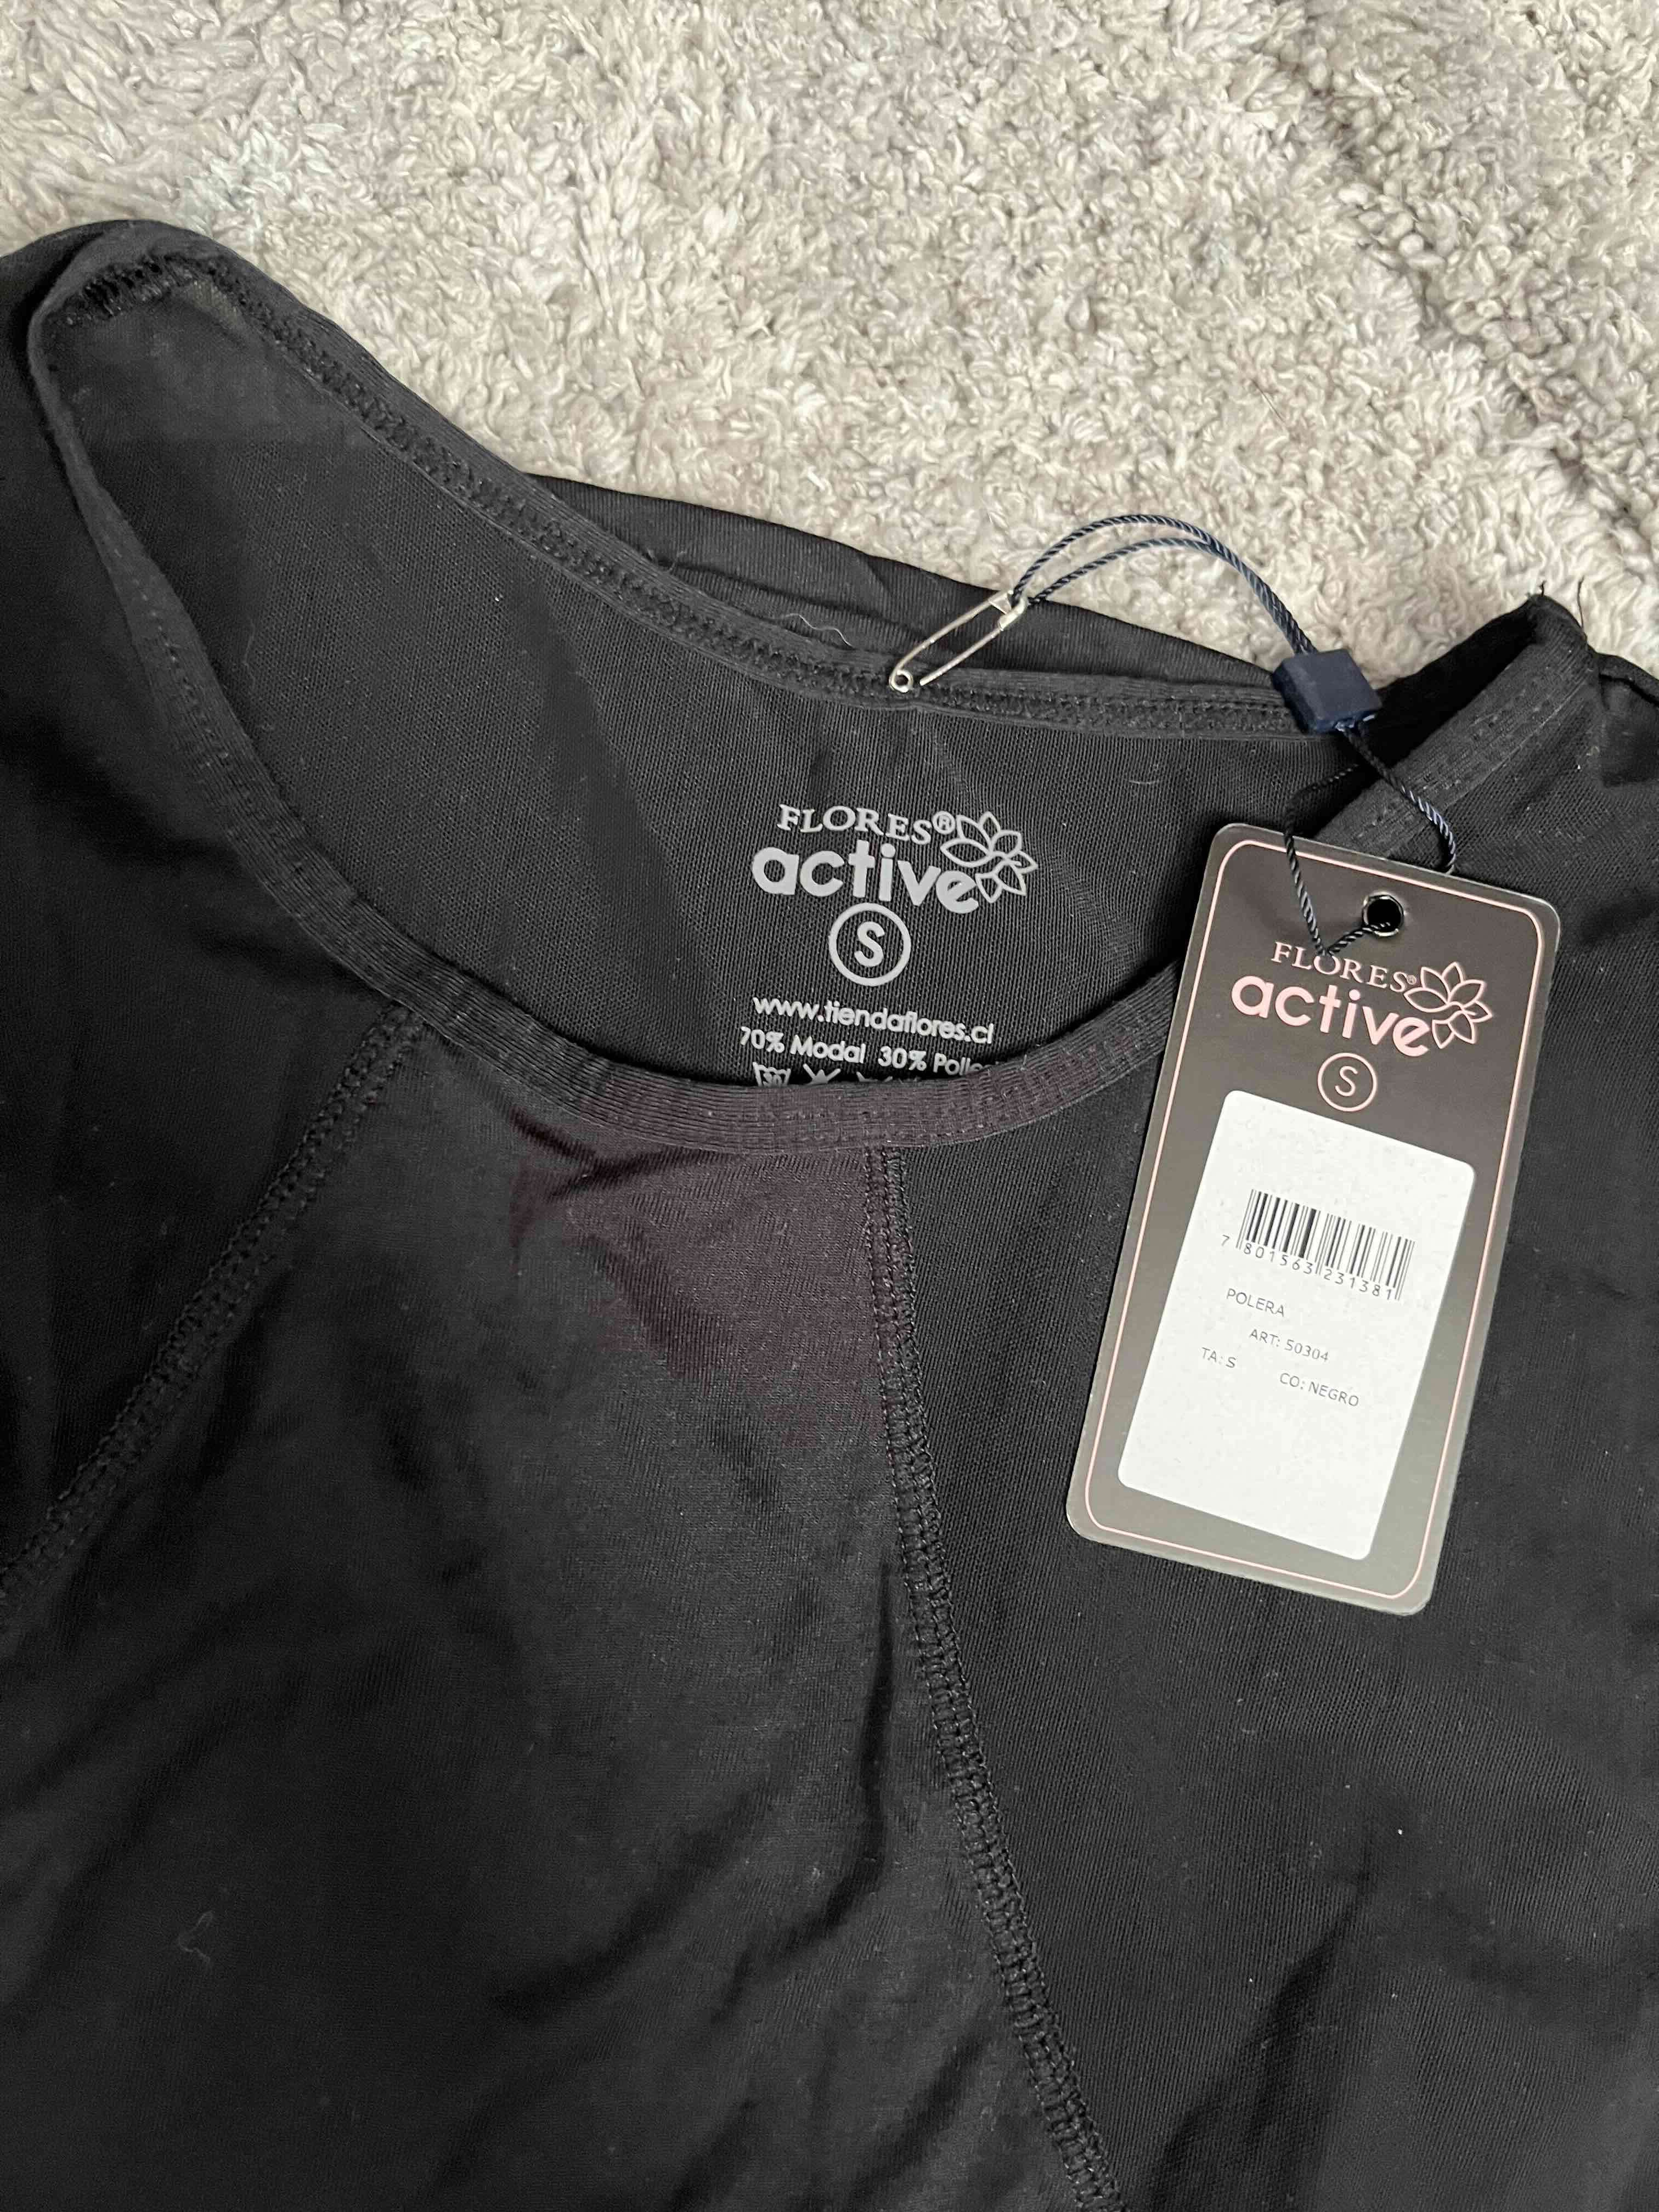 FLORES®
active
S
www.tiendaflores.cl
70% Modal 30%
FLORES®
active
S
7 801563 231381
POLERA
ART: 50304
TA: S CO: NEGRO